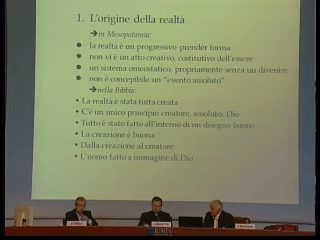 1. L'origine della realtà
➔in Mesopotamia:
● la realtà è un progressivo prender forma
● non vi è un atto creativo, costitutivo dell'essere
● un sistema omeostatico, propriamente senza un divenire
● non è concepibile un “evento assoluto”
➔nella Bibbia:
• La realtà è stata tutta creata
• C'è un unico principio creatore, assoluto: Dio
• Tutto è stato fatto all'interno di un disegno buono
• La creazione è buona
• Dalla creazione al creatore
• L'uomo fatto a immagine di Dio